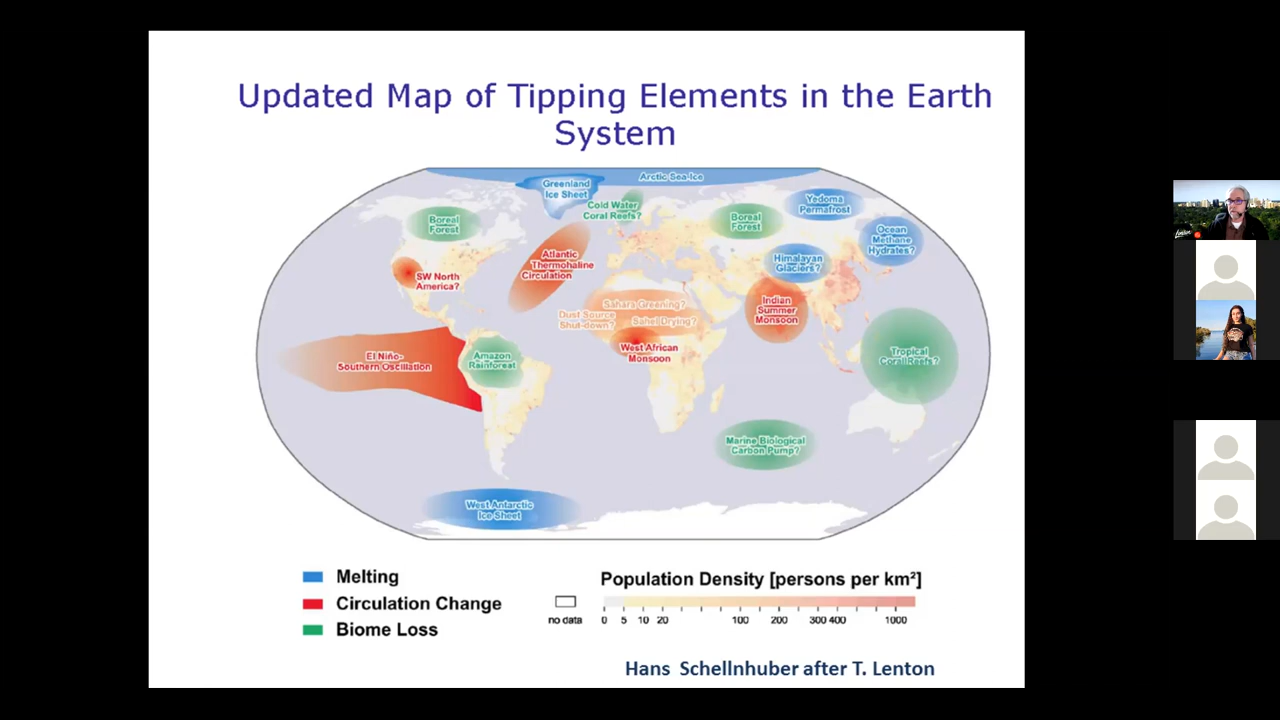 Updated Map of Tipping Elements in the Earth
System
Arctic Sea-Ice
Greenland
Ice Sheet
Cold Water
Coral Reefs?
Boreal
Forest
Boreal
Forest
Yedoma
Permafrost
Ocean
Methane
Hydrates?
Atlantic
Thermohaline
Circulation
Himalayan
Glaciers?
SW North
America?
Sahara Greening?
Dust Source
Shut-down?
Sahel Drying?
Indian
Summer
Monsoon
West African
Monsoon
El Niño-
Southern Oscillation
Amazon
Rainforest
Tropical
Coral Reefs?
Marine Biological
Carbon Pump?
West Antarctic
Ice Sheet
Melting
Circulation Change
Biome Loss
no data
Population Density [persons per km²]
0 5 10 20 100 200 300 400 1000
Hans Schellnhuber after T. Lenton